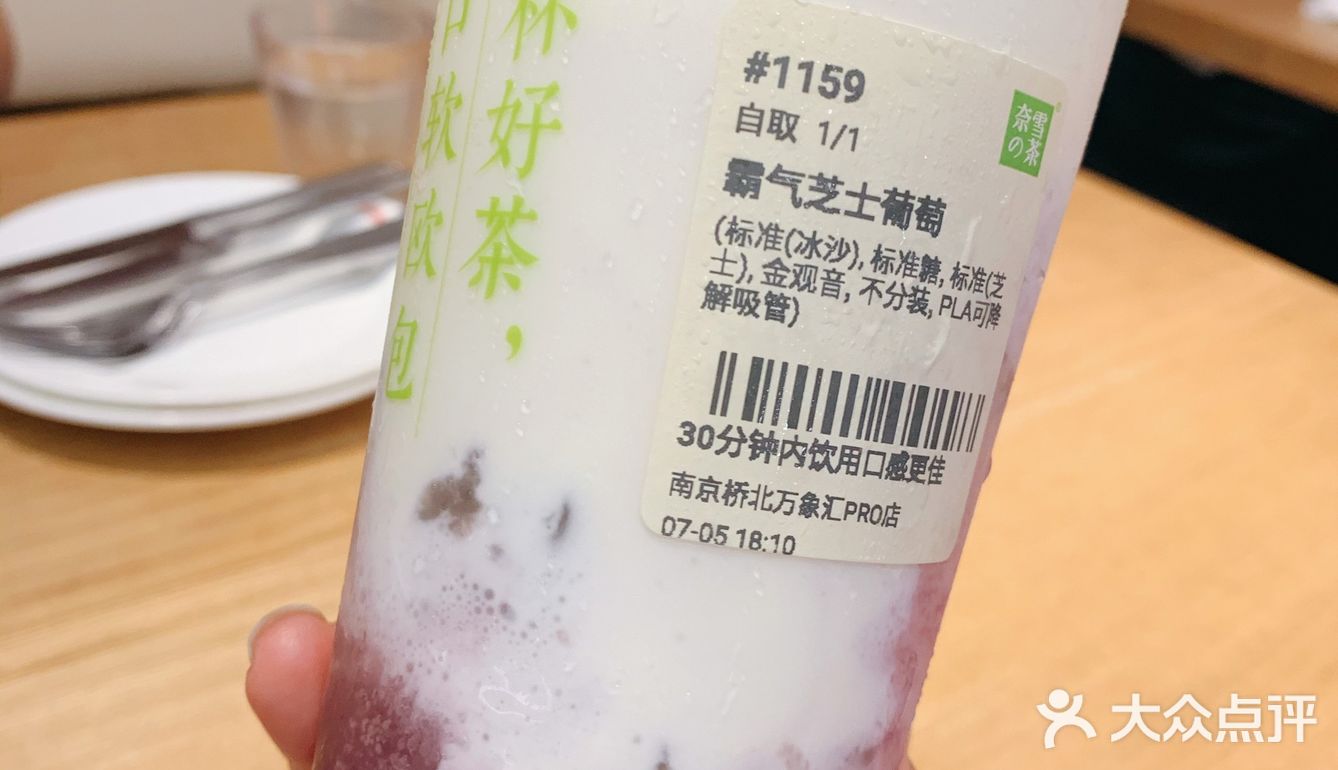 杯好茶，
软欧包
#1159
自取 1/1
奈雪
の茶
霸气芝士葡萄
(标准(冰沙), 标准糖, 标准(芝
士), 金观音, 不分装, PLA可降
解吸管)
30分钟内饮用口感更佳
南京桥北万象汇PRO店
07-05 18:10
大众点评